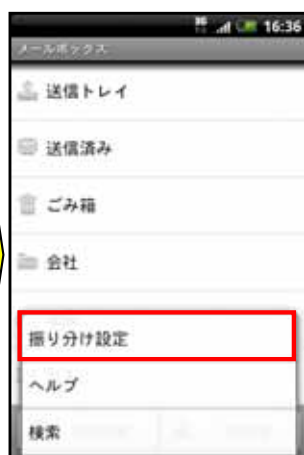 16:36
メールボックス
送信トレイ
送信済み
ごみ箱
会社
振り分け設定
ヘルプ
検索